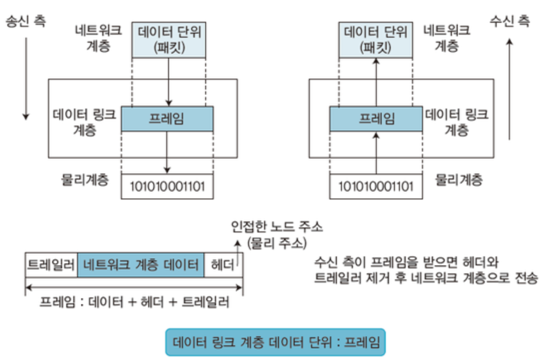 송신 측
네트워크
계층
데이터 단위
(패킷)
데이터 링크
계층
프레임
물리계층
101010001101
데이터 단위
(패킷)
네트워크
계층
수신 측
프레임
데이터 링크
계층
101010001101
물리계층
인접한 노드 주소
(물리 주소)
트레일러
네트워크 계층 데이터
헤더
프레임 : 데이터 + 헤더 + 트레일러
수신 측이 프레임을 받으면 헤더와
트레일러 제거 후 네트워크 계층으로 전송
데이터 링크 계층 데이터 단위 : 프레임